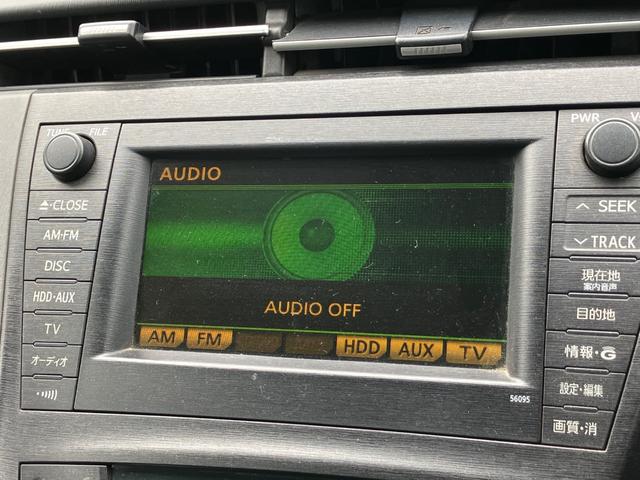 TUNE FILE
⏏·CLOSE
AM·FM
DISC
HDD·AUX
TV
オーディオ
AUDIO
AUDIO OFF
AM FM HDD AUX TV
56095
PWR
SEEK
TRACK
現在地
案内音声
目的地
情報·G
設定·編集
画質·消